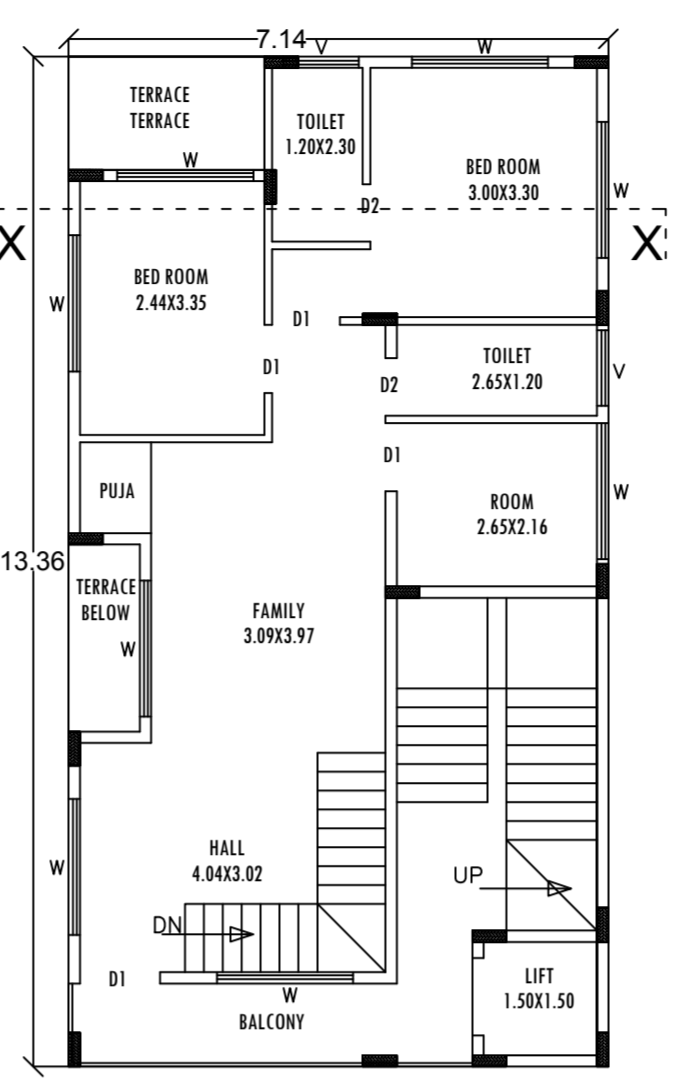 7.14
V
W
TERRACE
TERRACE
TOILET
1.20X2.30
W
BED ROOM
3.00X3.30
W
D2
X
X
BED ROOM
2.44X3.35
W
D1
D1
TOILET
2.65X1.20
V
D2
D1
PUJA
ROOM
2.65X2.16
W
13.36
TERRACE
BELOW
W
FAMILY
3.09X3.97
HALL
4.04X3.02
W
UP
DN
D1
W
BALCONY
LIFT
1.50X1.50